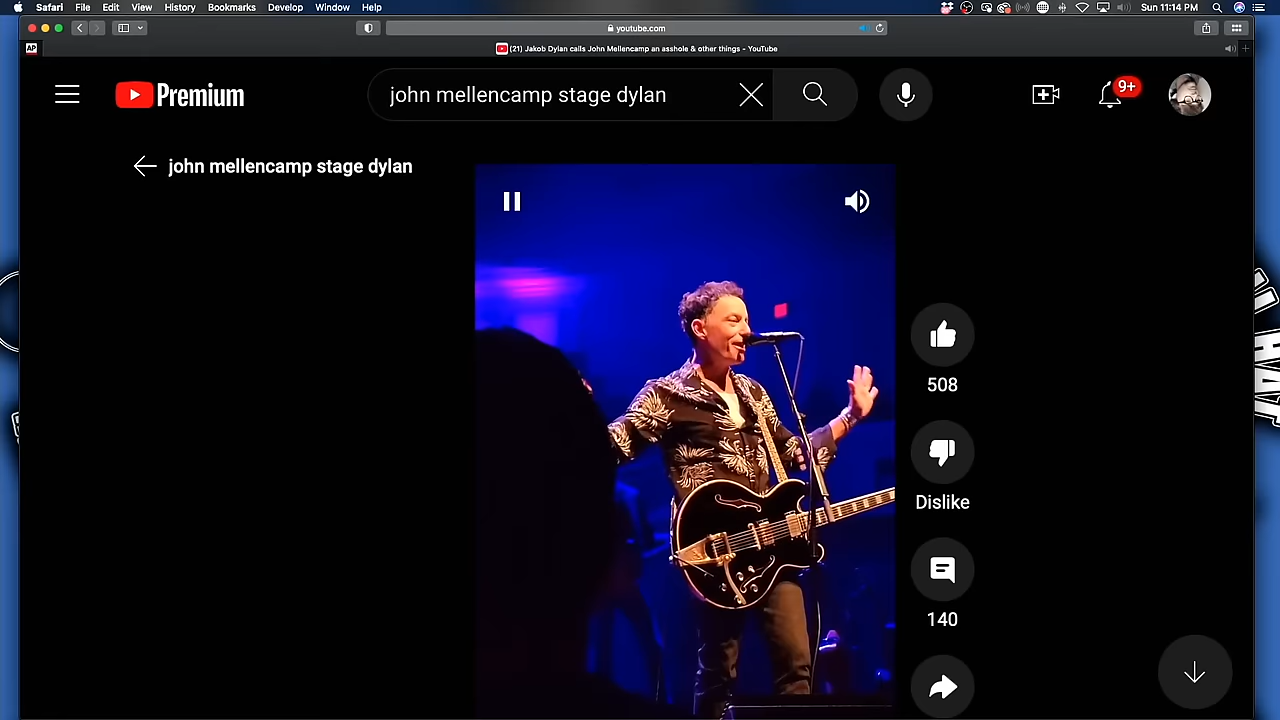 Safari File Edit View History Bookmarks Develop Window Help Sun 11:14 PM
youtube.com
AP (21) Jakob Dylan calls John Mellencamp an asshole & other things - YouTube
Premium john mellencamp stage dylan 9+
john mellencamp stage dylan
508
Dislike
140